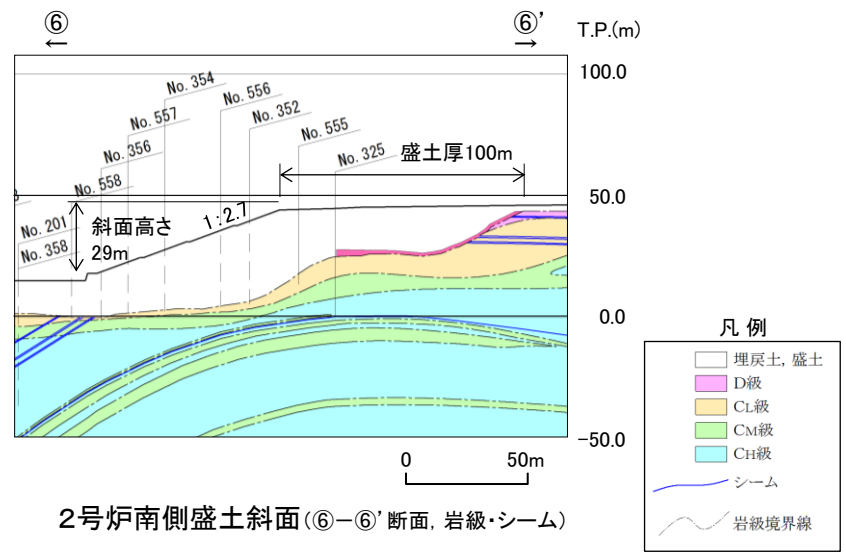 ⑥ ⑥’ T.P.(m)
← →
100.0
No. 354
No. 556
No. 557
No. 352
No. 356
No. 555
No. 325
盛土厚100m
No. 558
50.0
No. 201
斜面高さ
29m
1:2.7
No. 358
0.0
凡 例
埋戻土, 盛土
D級
CL級
CM級
CH級
シーム
岩級境界線
-50.0
0 50m
2号炉南側盛土斜面(⑥-⑥’断面, 岩級・シーム)